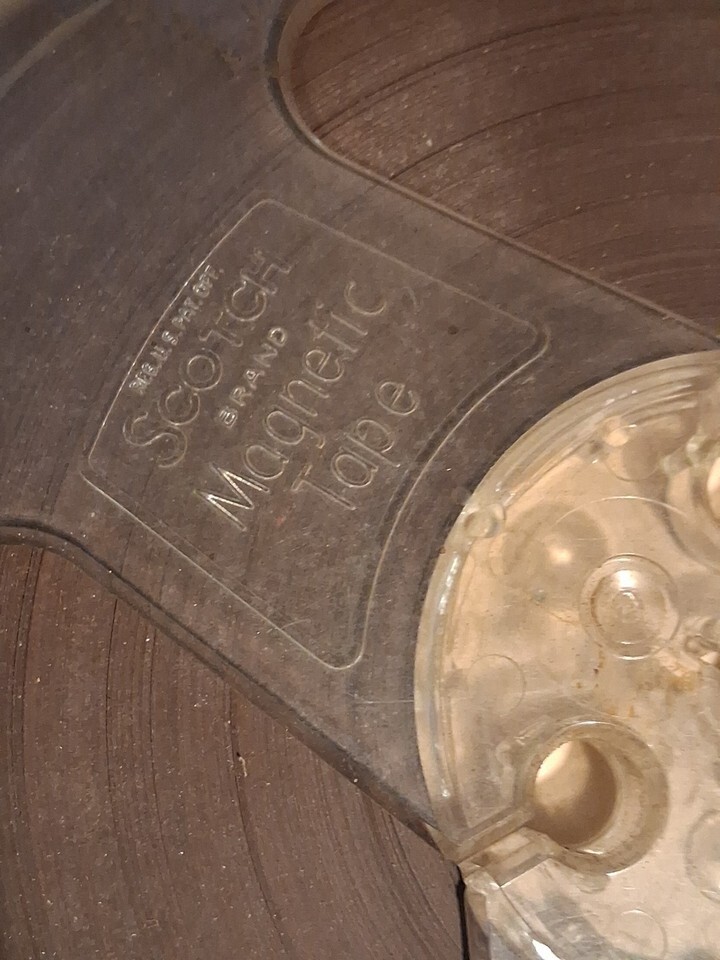 REG. U.S. PAT. OFF.
SCOTCH
BRAND
Magnetic
Tape